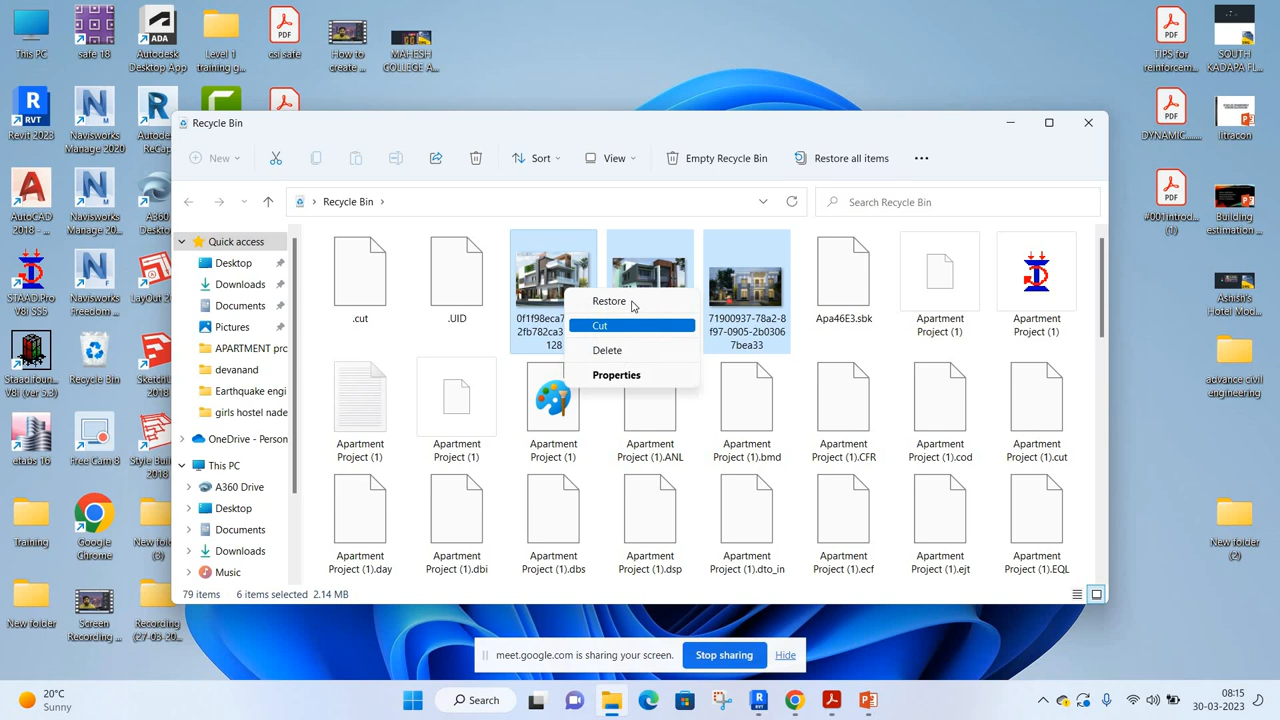 This PC
safe 18
Autodesk
Desktop App
Level 1
training g...
csi safe
How to
create ...
MAHESH
COLLEGE A...
TIPS for
reinforcem...
SOUTH
KADAPA FL...
Revit 2023
Navisworks
Manage 2020
Autode
ReCap
DYNAMIC......
litracon
AutoCAD
2018 - ...
Navisworks
Manage 20...
A360
Desktop
#001introd...
(1)
Building
estimation ...
STAAD.Pro
V8i (SE...
Navisworks
Freedom...
LayOut 2
Ashish's
Hotel Mod...
Staad.foun...
V8i (ver 5.3)
Recycle Bin
SketchU
2018
advance civil
engineering
etabs 16
Free Cam 8
Style Buil
2018
Training
Google
Chrome
New fo
(3)
New folder
(2)
New folder
Screen
Recording ...
Recording
(27-03-20...
Recycle Bin
New
Sort
View
Empty Recycle Bin
Restore all items
Recycle Bin
Search Recycle Bin
Quick access
Desktop
Downloads
Documents
Pictures
APARTMENT prc
devanand
Earthquake engi
girls hostel nade
OneDrive - Person
This PC
A360 Drive
Desktop
Documents
Downloads
Music
.cut
.UID
0f1f98eca7
2b782ca3
128
71900937-78a2-8
f97-0905-2b0306
7bea33
Apa46E3.sbk
Apartment
Project (1)
Apartment
Project (1)
Restore
Cut
Delete
Properties
Apartment
Project (1)
Apartment
Project (1)
Apartment
Project (1)
Apartment
Project (1).ANL
Apartment
Project (1).bmd
Apartment
Project (1).CFR
Apartment
Project (1).cod
Apartment
Project (1).cut
Apartment
Project (1).day
Apartment
Project (1).dbi
Apartment
Project (1).dbs
Apartment
Project (1).dsp
Apartment
Project (1).dto_in
Apartment
Project (1).ecf
Apartment
Project (1).ejt
Apartment
Project (1).EQL
79 items
6 items selected 2.14 MB
meet.google.com is sharing your screen.
Stop sharing
Hide
20°C
Sunny
Search
08:15
30-03-2023